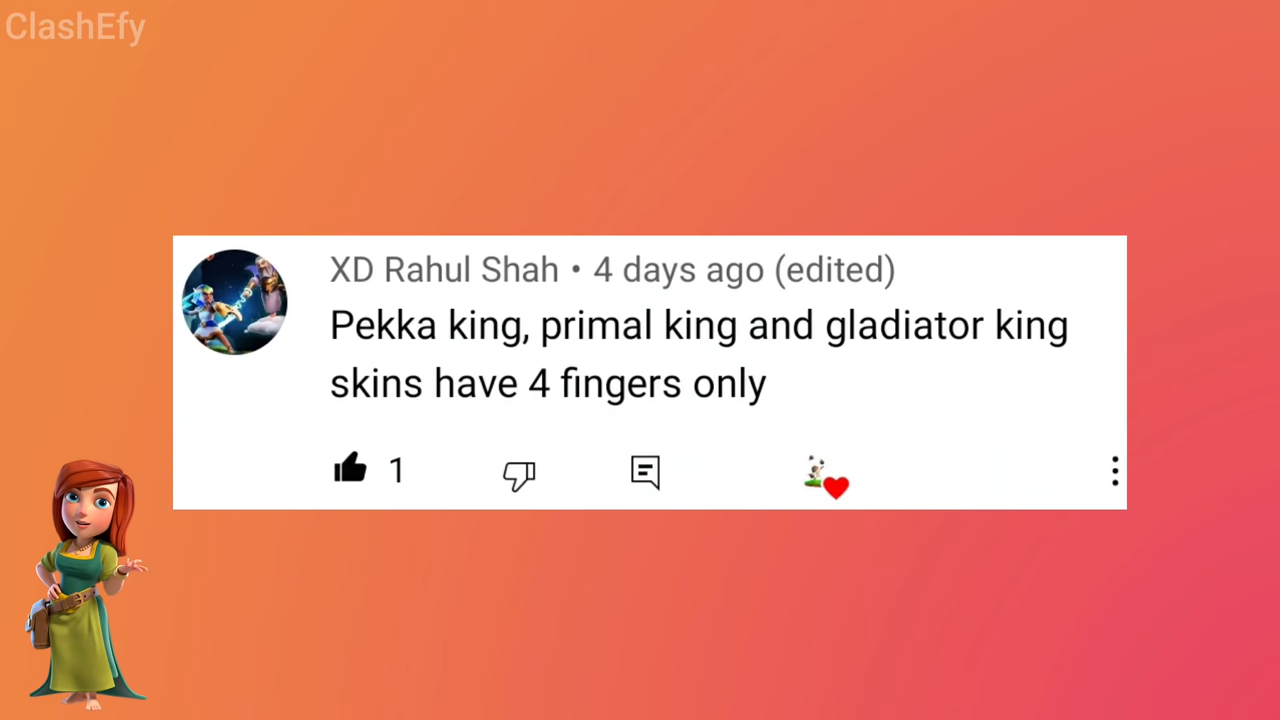 ClashEfy
XD Rahul Shah • 4 days ago (edited)
Pekka king, primal king and gladiator king
skins have 4 fingers only
1